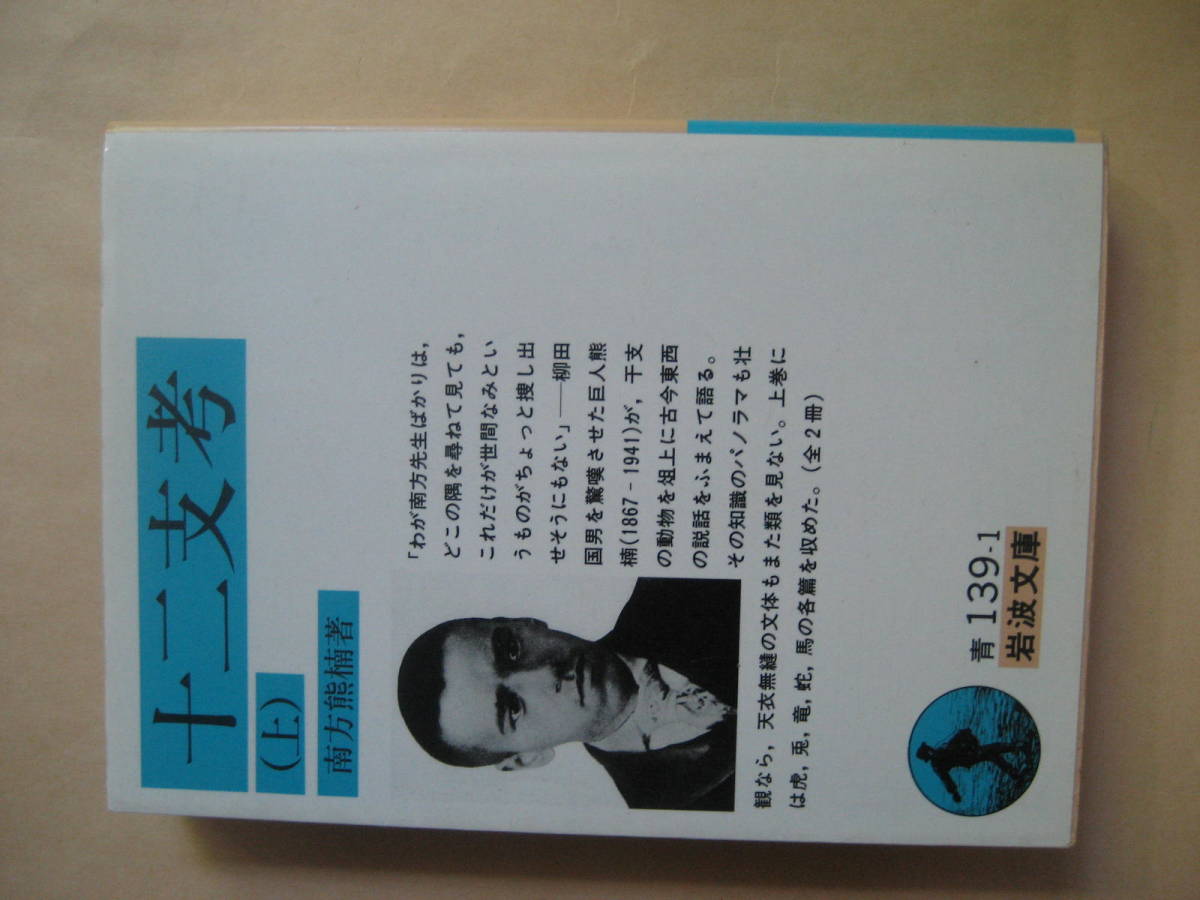 十二支考
(上)
南方熊楠著
「わが南方先生ばかりは,
どこの隅を尋ねて見ても,
これだけが世間なみとい
うものがちょっと捜し出
せそうにもない」――柳田
国男を驚嘆させた巨人熊
楠(1867-1941)が,干支
の動物を俎上に古今東西
の説話をふまえて語る。
その知識のパノラマも壮
観なら,天衣無縫の文体もまた類を見ない。上巻に
は虎,兎,竜,蛇,馬の各篇を収めた。(全2冊)
青139-1
岩波文庫